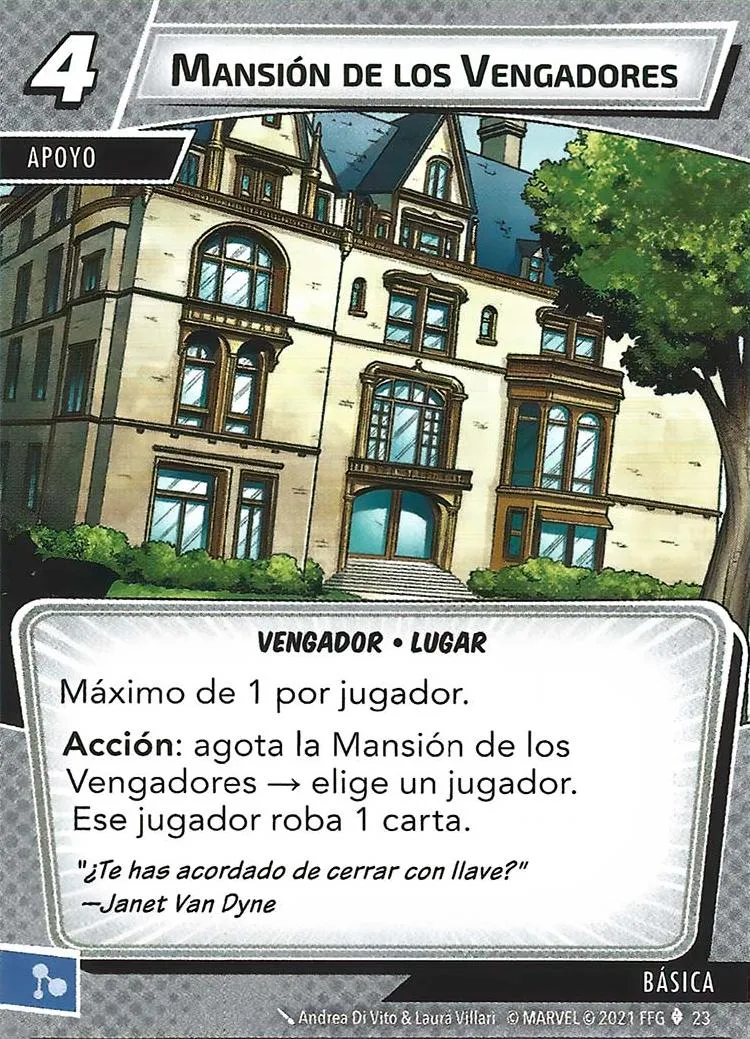 4
MANSIÓN DE LOS VENGADORES
APOYO
VENGADOR • LUGAR
Máximo de 1 por jugador.
Acción: agota la Mansión de los
Vengadores → elige un jugador.
Ese jugador roba 1 carta.
"¿Te has acordado de cerrar con llave?"
—Janet Van Dyne
BÁSICA
Andrea Di Vito & Laura Villari © MARVEL © 2021 FFG 23